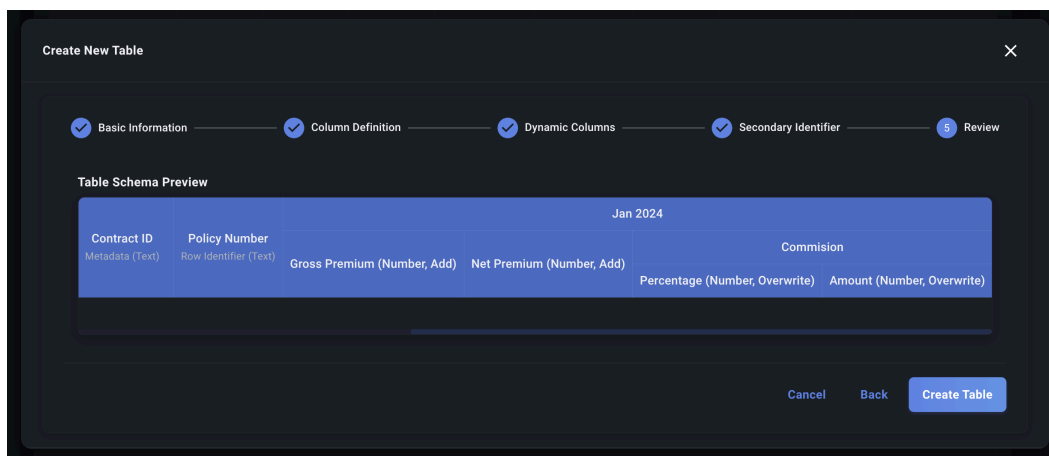 Create New Table
Basic Information
Column Definition
Dynamic Columns
Secondary Identifier
5
Review
Table Schema Preview
Jan 2024
Contract ID
Metadata (Text)
Policy Number
Row Identifier (Text)
Gross Premium (Number, Add)
Net Premium (Number, Add)
Commision
Percentage (Number, Overwrite)
Amount (Number, Overwrite)
Cancel
Back
Create Table